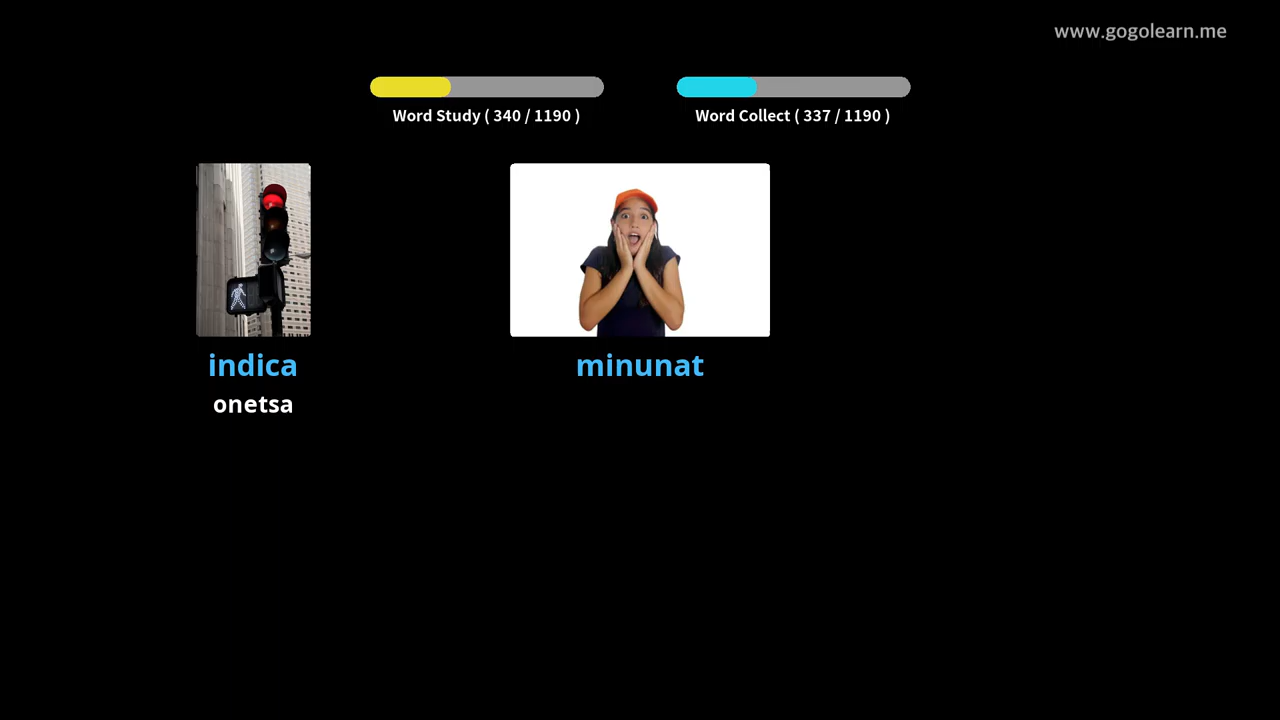 www.gogolearn.me
Word Study ( 340 / 1190 )
Word Collect ( 337 / 1190 )
indica
onetsa
minunat